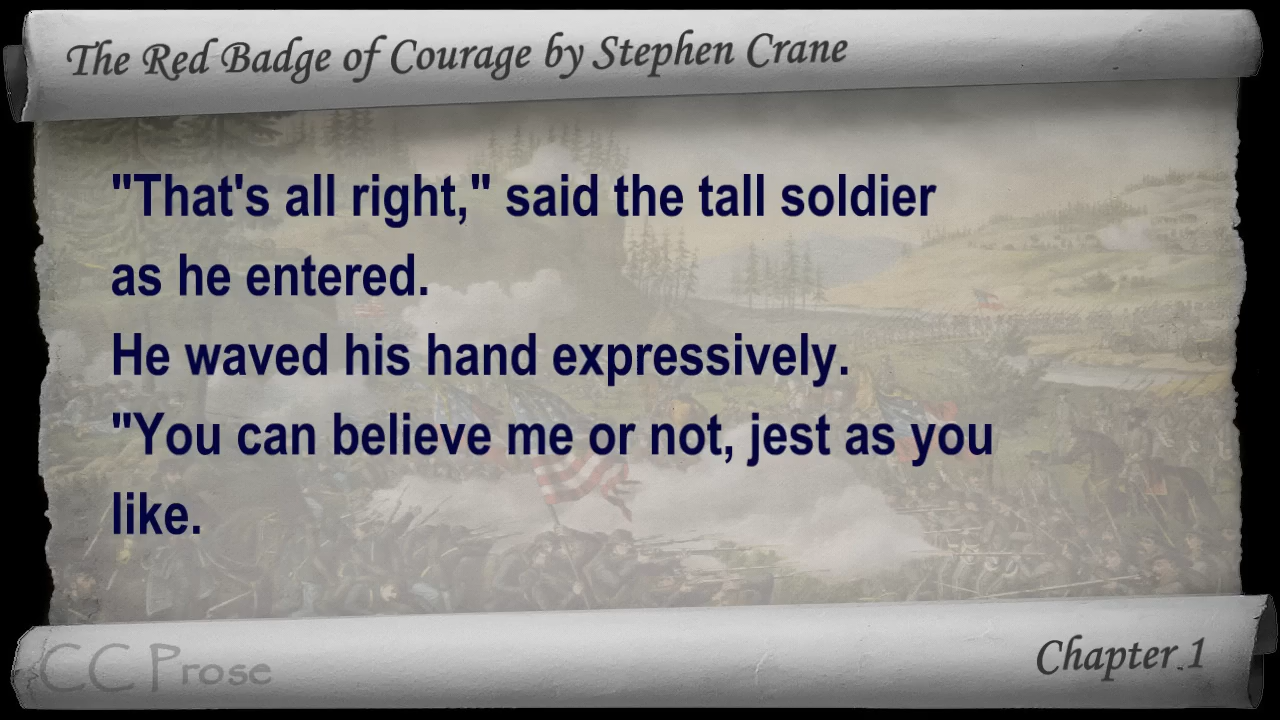 The Red Badge of Courage by Stephen Crane
"That's all right," said the tall soldier
as he entered.
He waved his hand expressively.
"You can believe me or not, jest as you
like.
CC Prose
Chapter 1